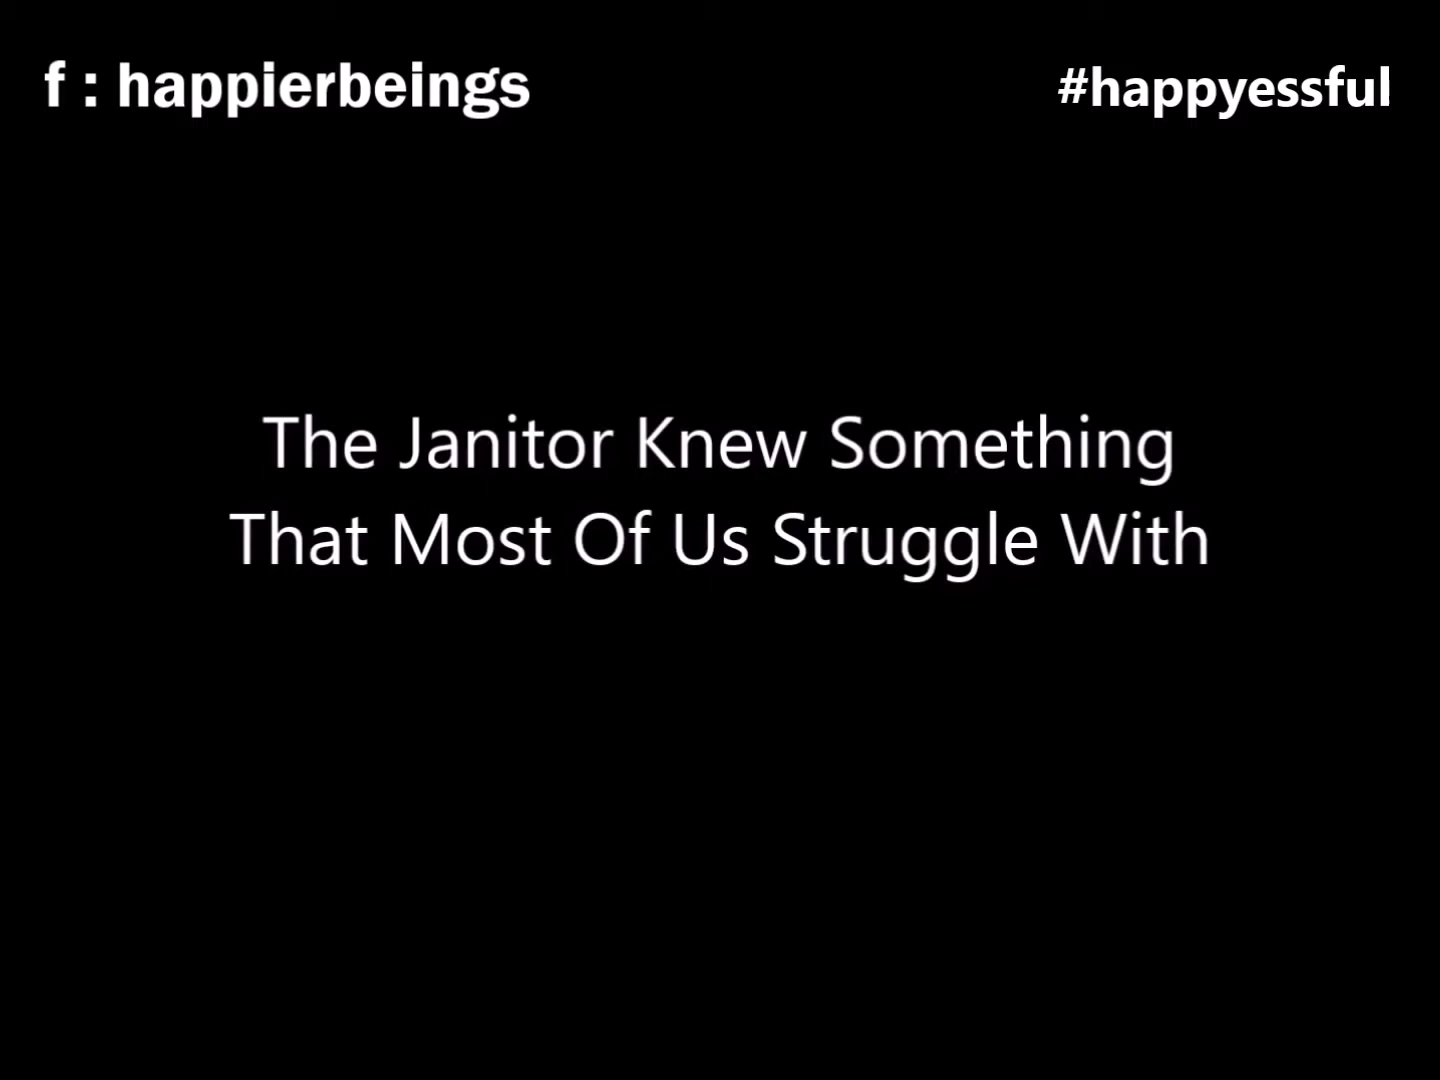 f : happierbeings
#happyessful
The Janitor Knew Something
That Most Of Us Struggle With